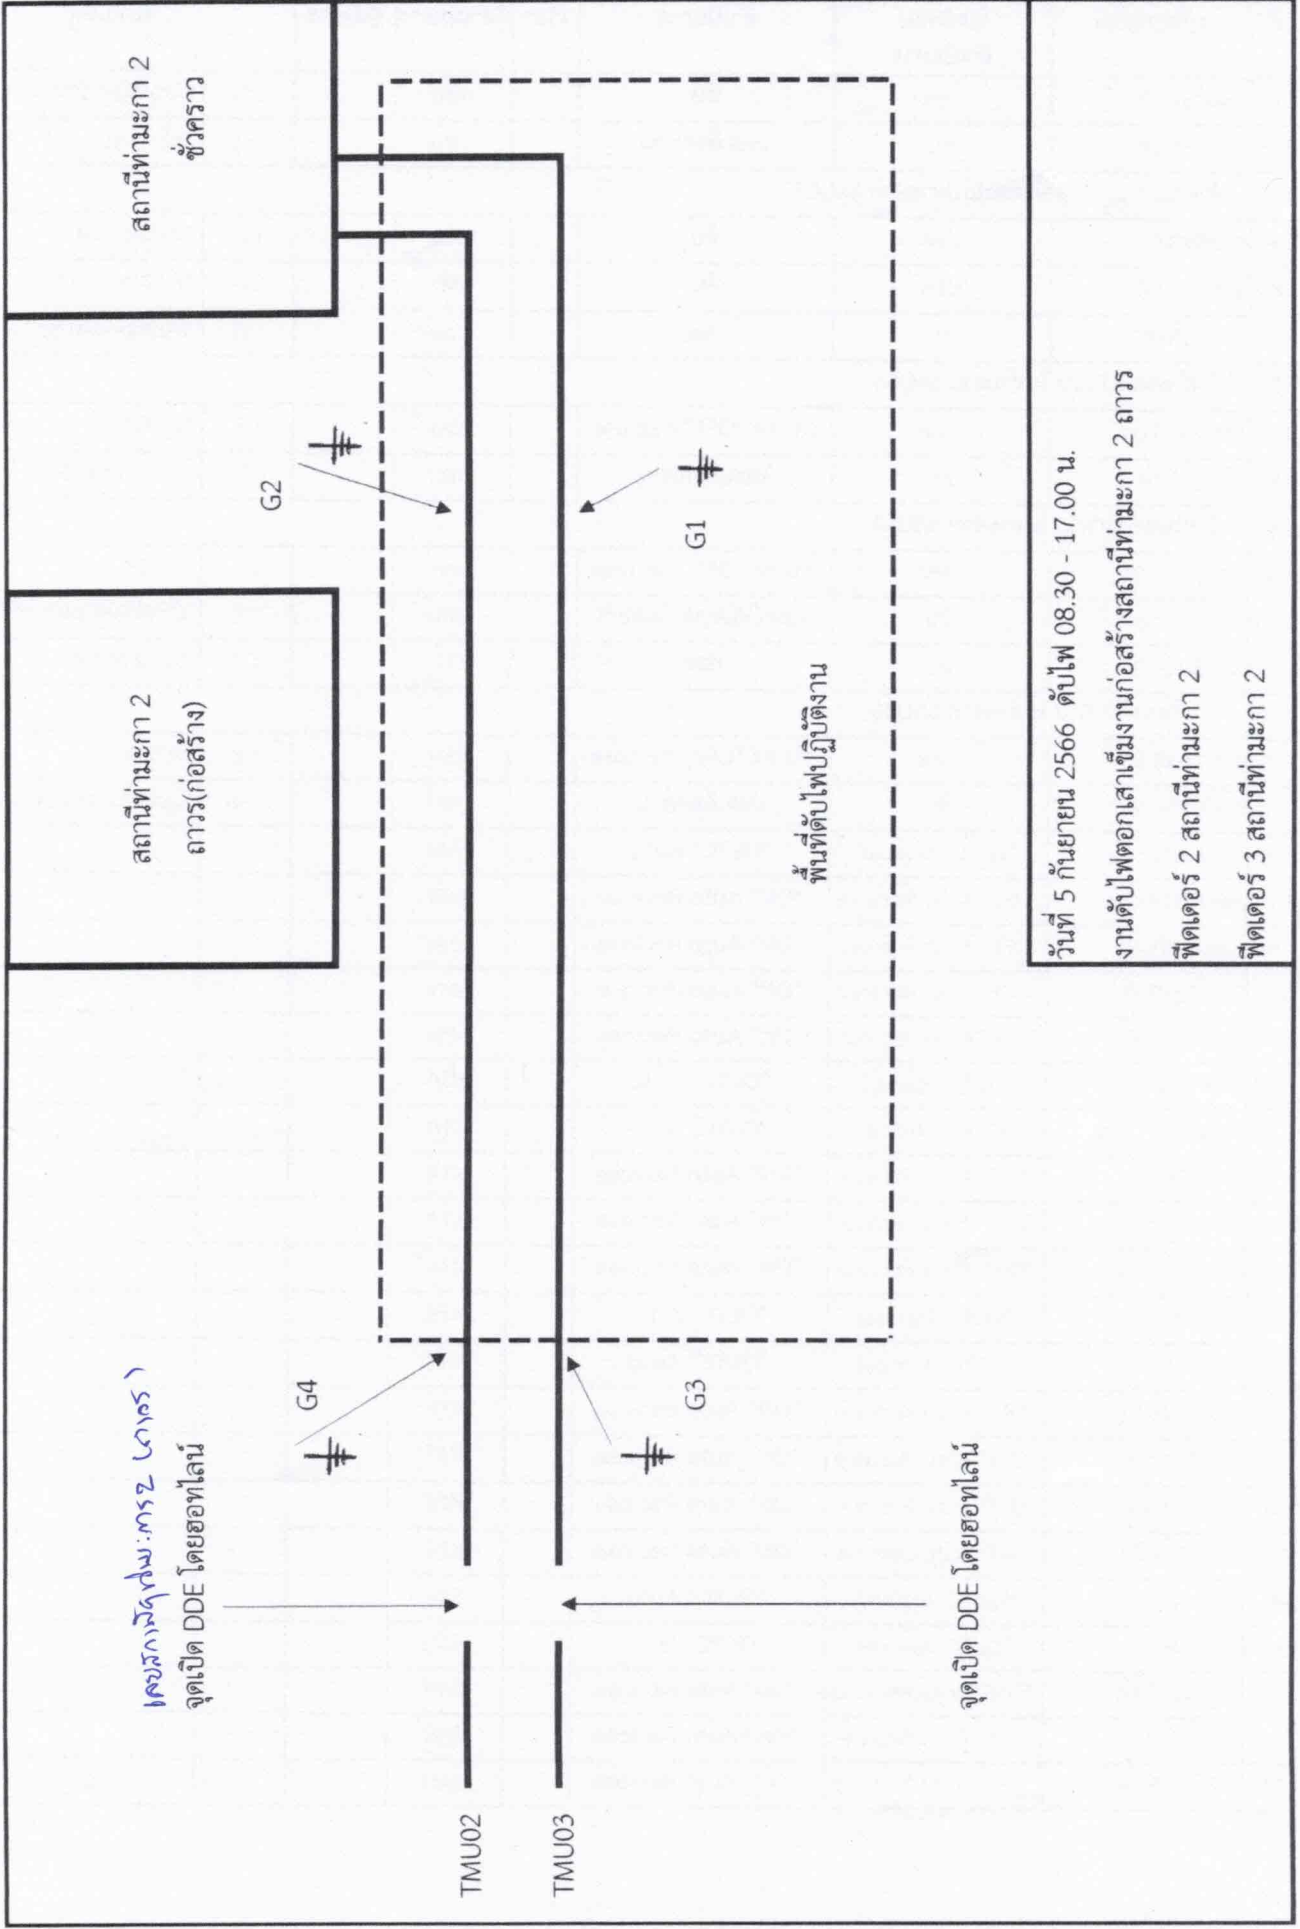 สถานีท่ามะกา 2
ถาวร(ก่อสร้าง)
สถานีท่ามะกา 2
ชั่วคราว
จุดเปิด DDE โดยฮอทไลน์
G4
G2
TMU02
TMU03
G3
G1
พื้นที่ดับไฟปฏิบัติงาน
จุดเปิด DDE โดยฮอทไลน์
วันที่ 5 กันยายน 2566 ดับไฟ 08.30 - 17.00 น.
งานดับไฟตอกเสาเข็มงานก่อสร้างสถานีท่ามะกา 2 ถาวร
ฟีดเดอร์ 2 สถานีท่ามะกา 2
ฟีดเดอร์ 3 สถานีท่ามะกา 2